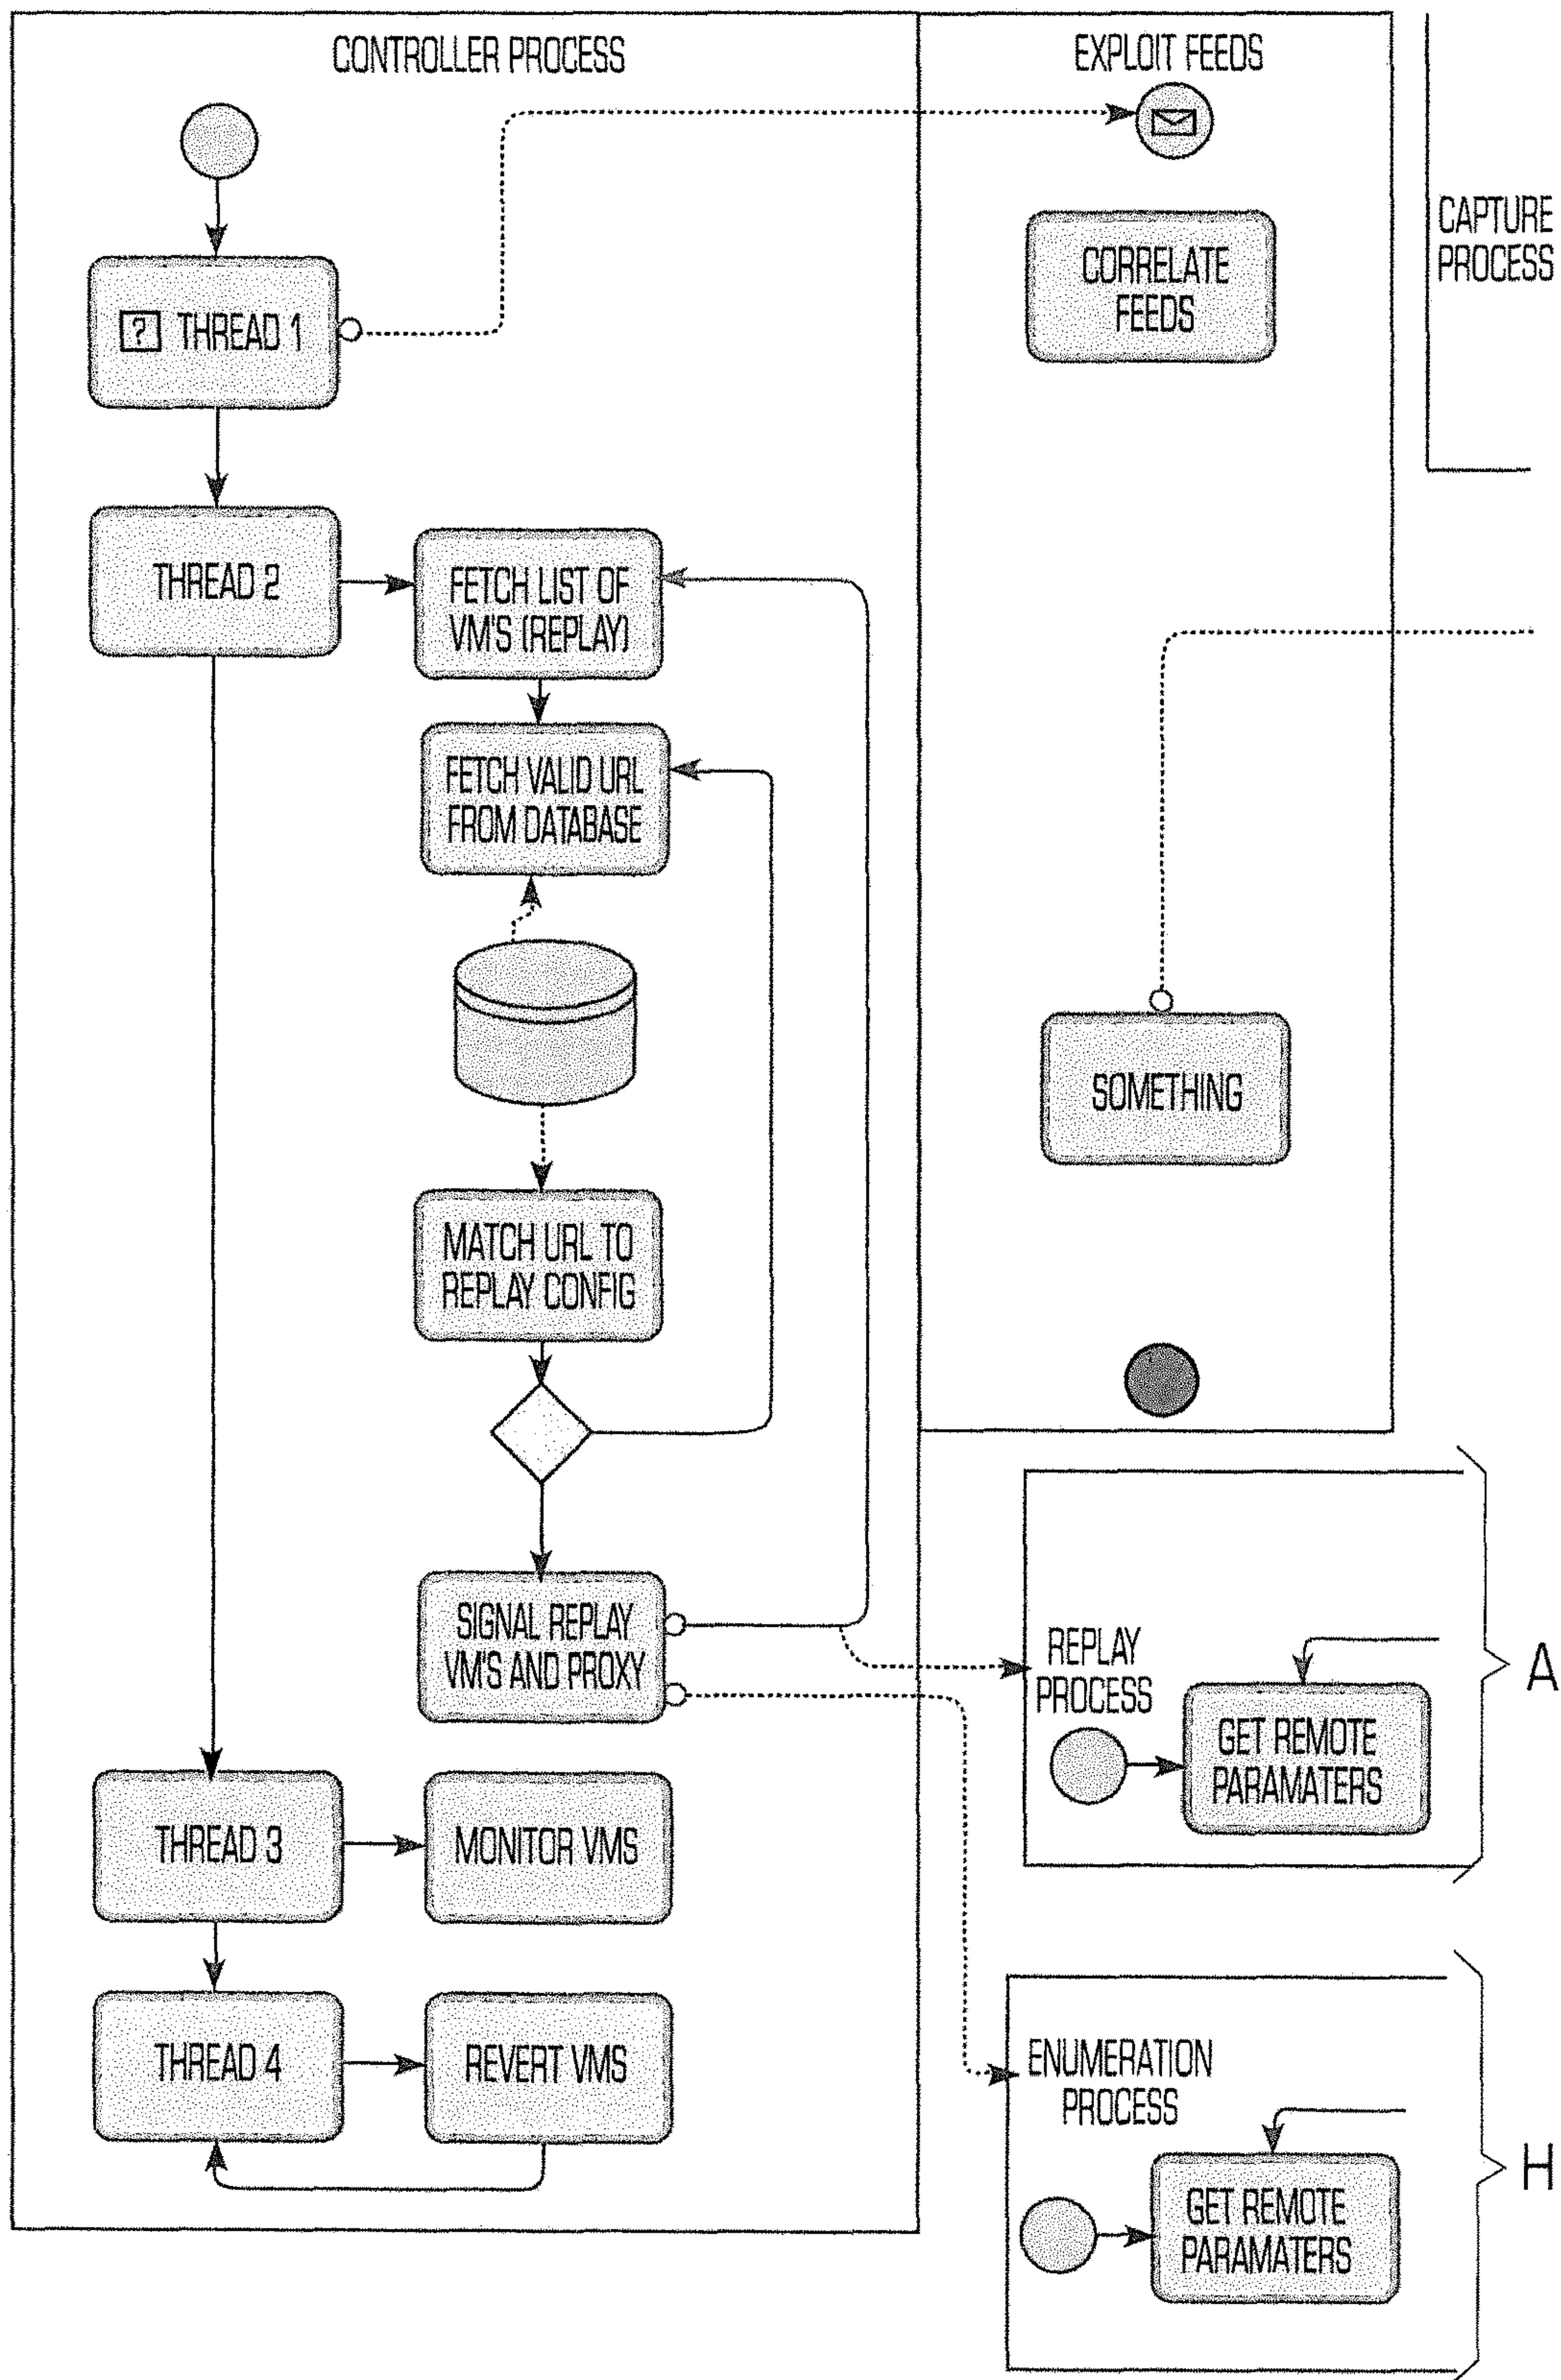 CONTROLLER PROCESS
? THREAD 1
THREAD 2
FETCH LIST OF
VM'S (REPLAY)
FETCH VALID URL
FROM DATABASE
MATCH URL TO
REPLAY CONFIG
SIGNAL REPLAY
VM'S AND PROXY
THREAD 3
MONITOR VMS
THREAD 4
REVERT VMS
EXPLOIT FEEDS
CORRELATE
FEEDS
SOMETHING
CAPTURE
PROCESS
REPLAY
PROCESS
GET REMOTE
PARAMATERS
A
ENUMERATION
PROCESS
GET REMOTE
PARAMATERS
H